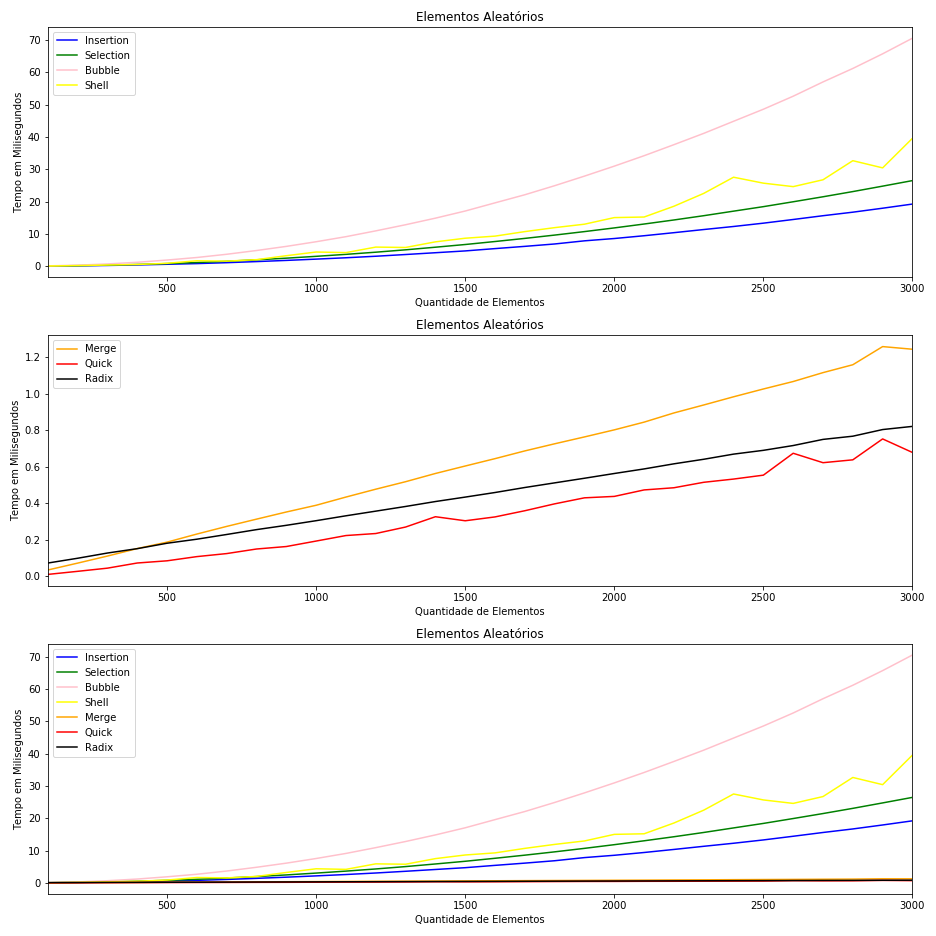 Elementos Aleatórios
Insertion
Selection
Bubble
Shell
Tempo em Milisegundos
70
60
50
40
30
20
10
0
500 1000 1500 2000 2500 3000
Quantidade de Elementos
Elementos Aleatórios
Merge
Quick
Radix
Tempo em Milisegundos
1.2
1.0
0.8
0.6
0.4
0.2
0.0
500 1000 1500 2000 2500 3000
Quantidade de Elementos
Elementos Aleatórios
Insertion
Selection
Bubble
Shell
Merge
Quick
Radix
Tempo em Milisegundos
70
60
50
40
30
20
10
0
500 1000 1500 2000 2500 3000
Quantidade de Elementos